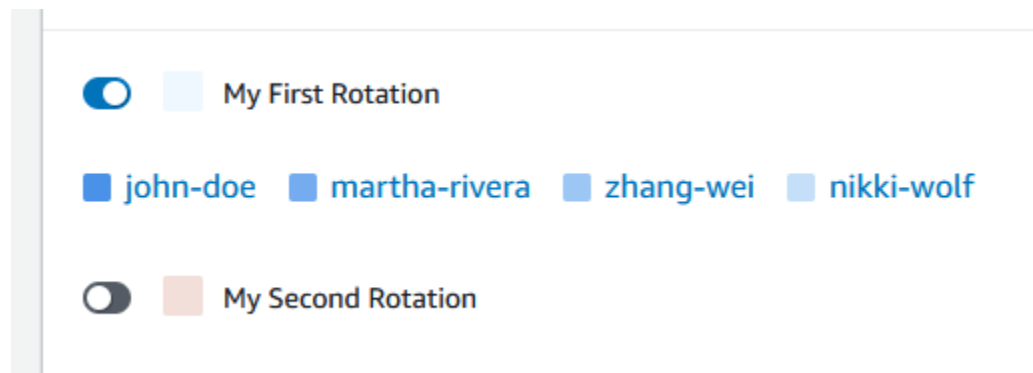 My First Rotation
john-doe martha-rivera zhang-wei nikki-wolf
My Second Rotation